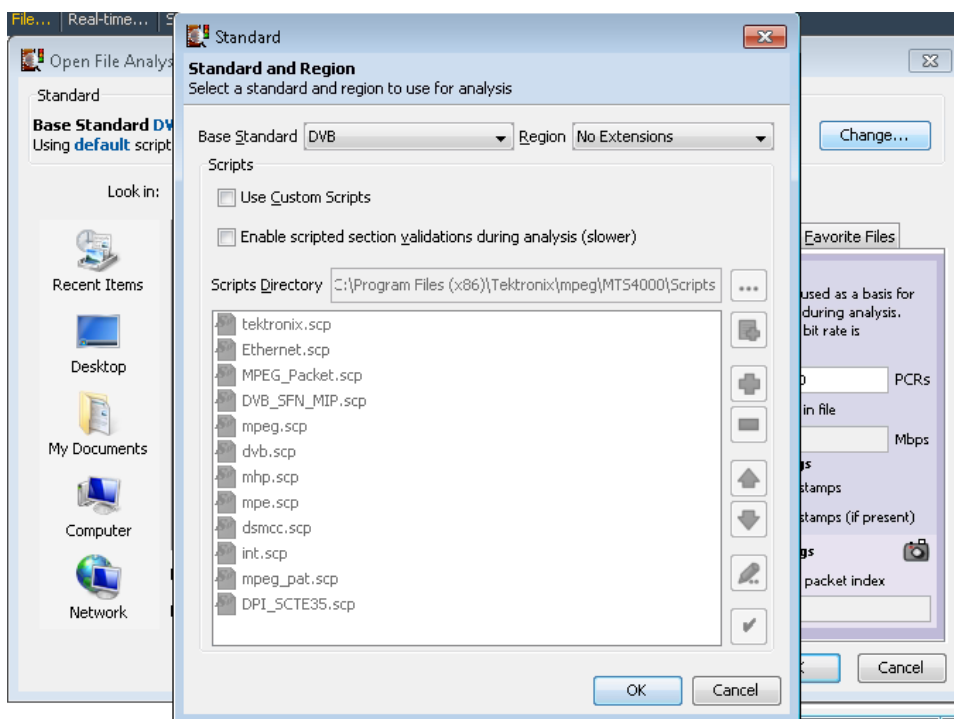 File... Real-time...
Open File Analys
Standard
Base Standard DV
Using default script
Change...
Look in:
Recent Items
Desktop
My Documents
Computer
Network
Standard
Standard and Region
Select a standard and region to use for analysis
Base Standard DVB Region No Extensions
Scripts
Use Custom Scripts
Enable scripted section validations during analysis (slower)
Scripts Directory C:\Program Files (x86)\Tektronix\mpeg\MTS4000\Scripts ...
tektronix.scp
Ethernet.scp
MPEG_Packet.scp
DVB_SFN_MIP.scp
mpeg.scp
dvb.scp
mhp.scp
mpe.scp
dsmcc.scp
int.scp
mpeg_pat.scp
DPI_SCTE35.scp
OK Cancel
Favorite Files
used as a basis for
during analysis.
bit rate is
PCRs
in file
Mbps
stamps
stamps (if present)
packet index
Cancel